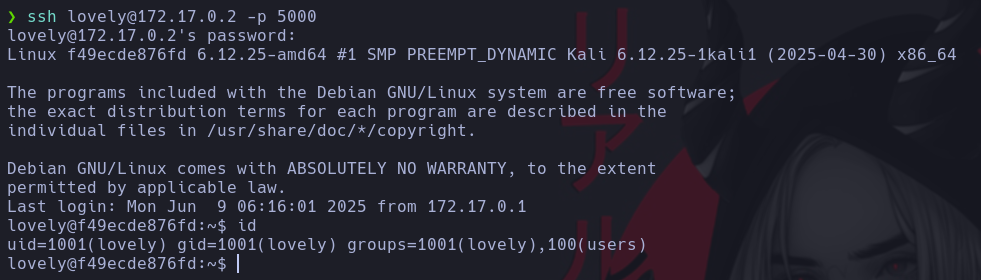 ❯ ssh lovely@172.17.0.2 -p 5000
lovely@172.17.0.2's password:
Linux f49ecde876fd 6.12.25-amd64 #1 SMP PREEMPT_DYNAMIC Kali 6.12.25-1kali1 (2025-04-30) x86_64
The programs included with the Debian GNU/Linux system are free software;
the exact distribution terms for each program are described in the
individual files in /usr/share/doc/*/copyright.
Debian GNU/Linux comes with ABSOLUTELY NO WARRANTY, to the extent
permitted by applicable law.
Last login: Mon Jun  9 06:16:01 2025 from 172.17.0.1
lovely@f49ecde876fd:~$ id
uid=1001(lovely) gid=1001(lovely) groups=1001(lovely),100(users)
lovely@f49ecde876fd:~$
リアル